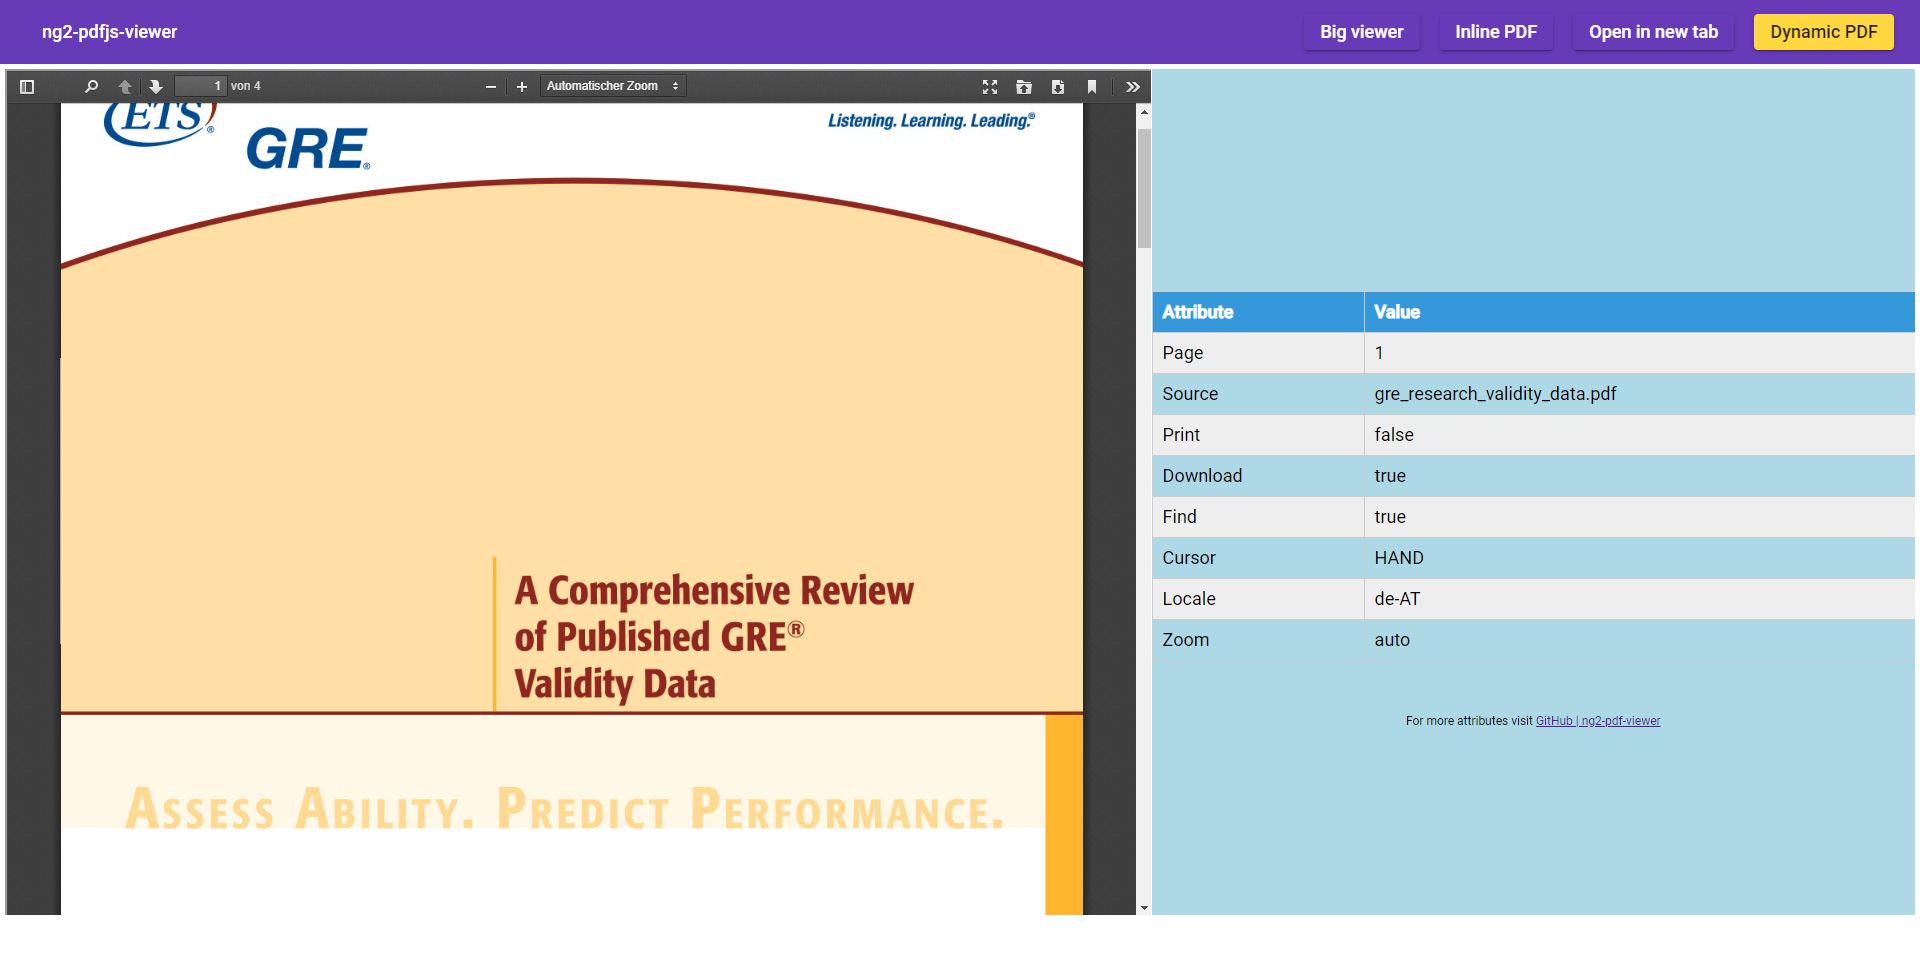 ng2-pdfjs-viewer
Big viewer
Inline PDF
Open in new tab
Dynamic PDF
1 von 4
Automatischer Zoom
ETS®
GRE®
Listening. Learning. Leading.®
A Comprehensive Review
of Published GRE®
Validity Data
ASSESS ABILITY. PREDICT PERFORMANCE.
Attribute Value
Page 1
Source gre_research_validity_data.pdf
Print false
Download true
Find true
Cursor HAND
Locale de-AT
Zoom auto
For more attributes visit GitHub | ng2-pdf-viewer